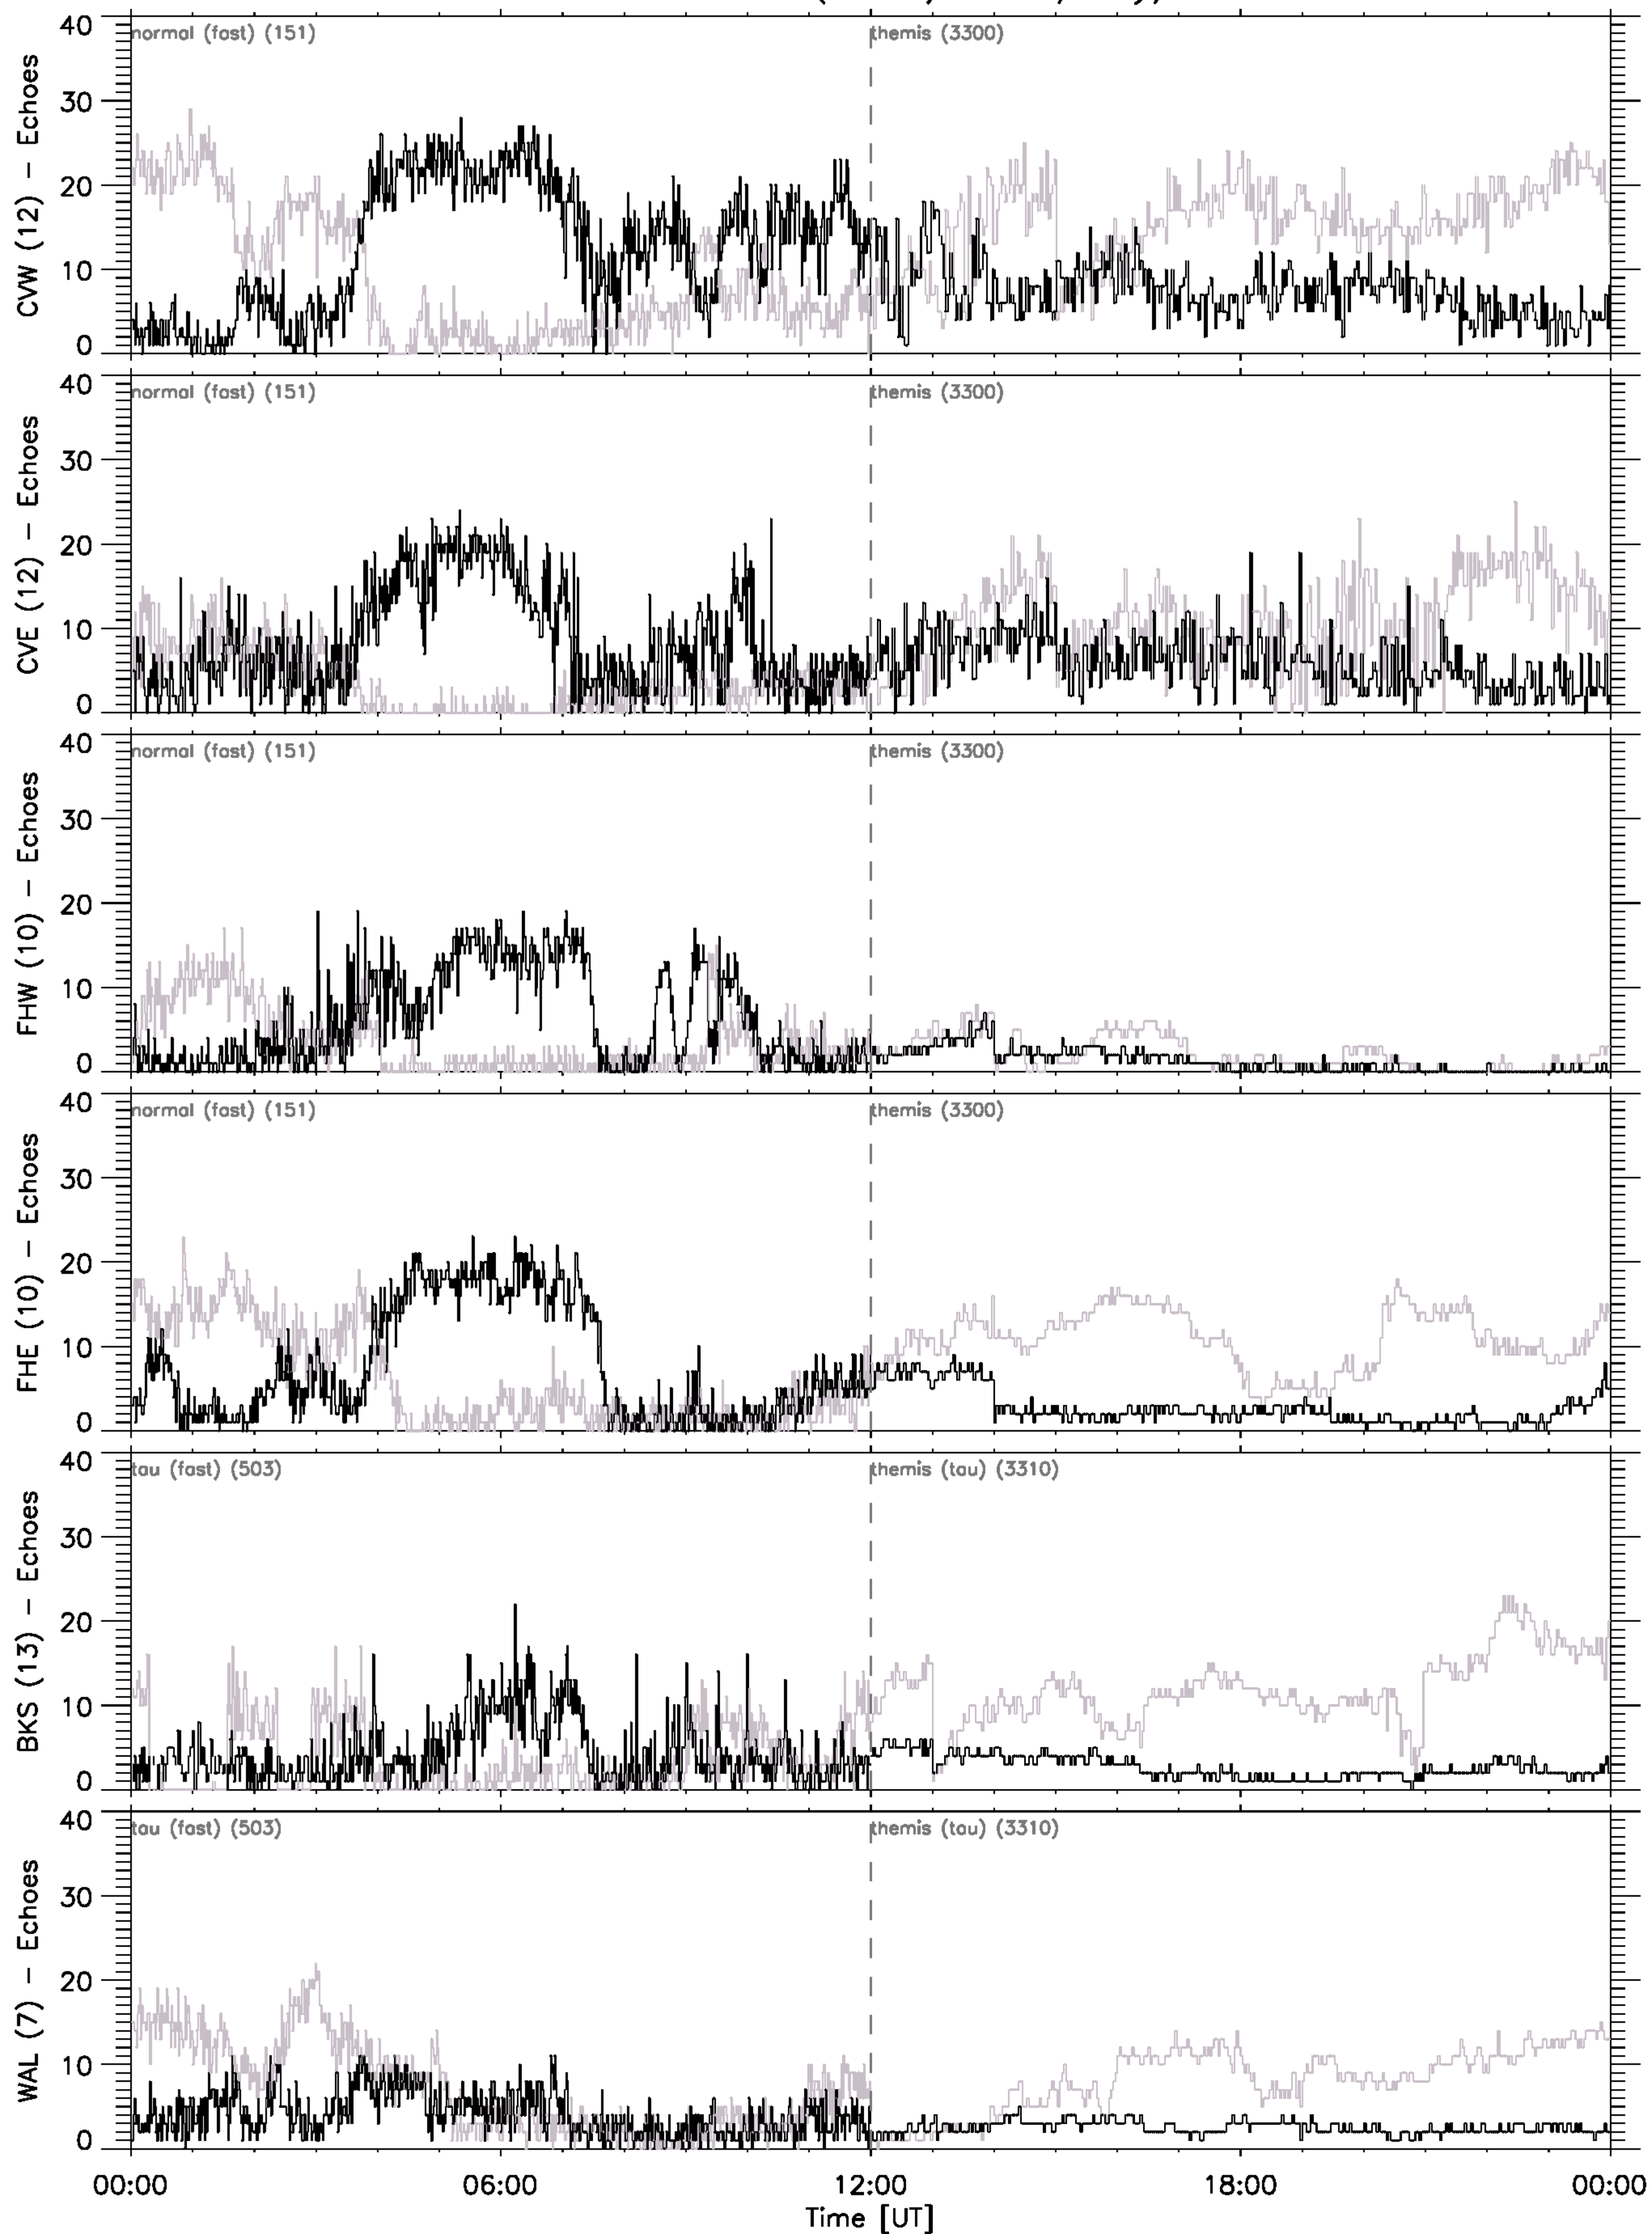 40 normal (fast) (151) themis (3300)
30
20
10
0
CVW (12) – Echoes
40 normal (fast) (151) themis (3300)
30
20
10
0
CVE (12) – Echoes
40 normal (fast) (151) themis (3300)
30
20
10
0
FHW (10) – Echoes
40 normal (fast) (151) themis (3300)
30
20
10
0
FHE (10) – Echoes
40 tau (fast) (503) themis (tau) (3310)
30
20
10
0
BKS (13) – Echoes
40 tau (fast) (503) themis (tau) (3310)
30
20
10
0
WAL (7) – Echoes
00:00 06:00 12:00 18:00 00:00
Time [UT]